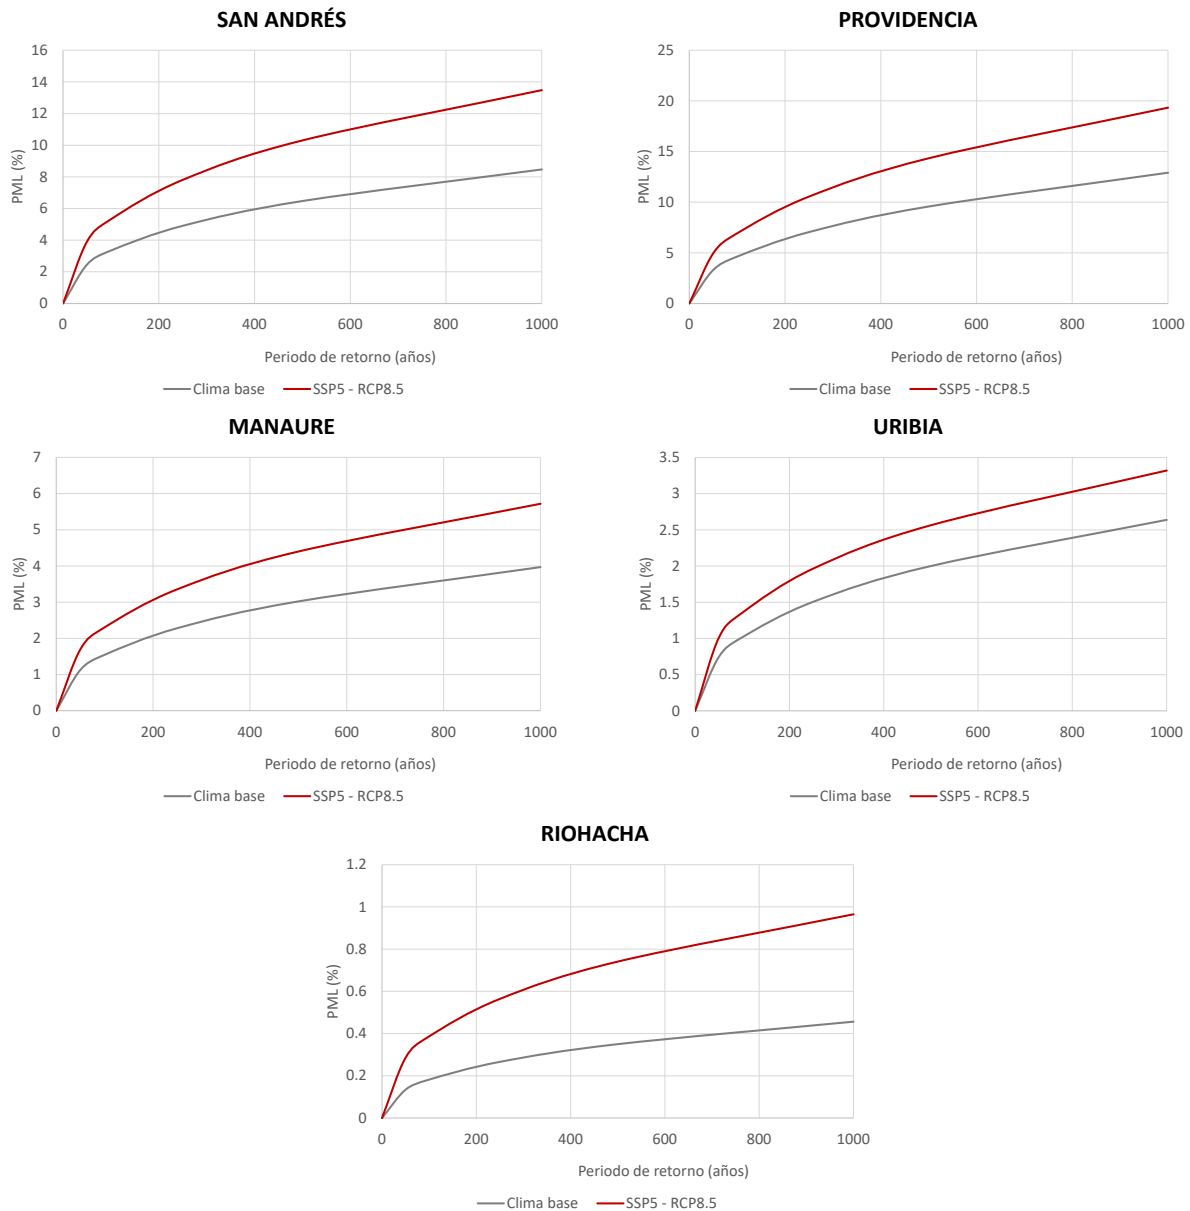 SAN ANDRÉS
16
14
12
10
8
6
4
2
0
PML (%)
0 200 400 600 800 1000
Periodo de retorno (años)
Clima base SSP5 - RCP8.5
PROVIDENCIA
25
20
15
10
5
0
PML (%)
0 200 400 600 800 1000
Periodo de retorno (años)
Clima base SSP5 - RCP8.5
MANAURE
7
6
5
4
3
2
1
0
PML (%)
0 200 400 600 800 1000
Periodo de retorno (años)
Clima base SSP5 - RCP8.5
URIBIA
3.5
3
2.5
2
1.5
1
0.5
0
PML (%)
0 200 400 600 800 1000
Periodo de retorno (años)
Clima base SSP5 - RCP8.5
RIOHACHA
1.2
1
0.8
0.6
0.4
0.2
0
PML (%)
0 200 400 600 800 1000
Periodo de retorno (años)
Clima base SSP5 - RCP8.5